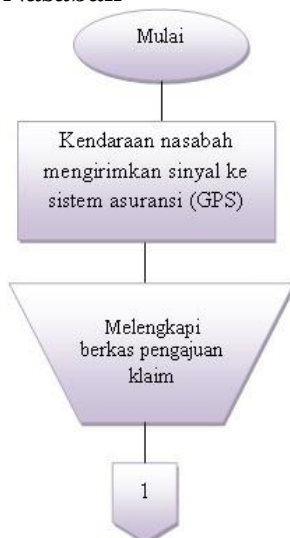 Mulai
Kendaraan nasabah
mengirimkan sinyal ke
sistem asuransi (GPS)
Melengkapi
berkas pengajuan
klaim
1